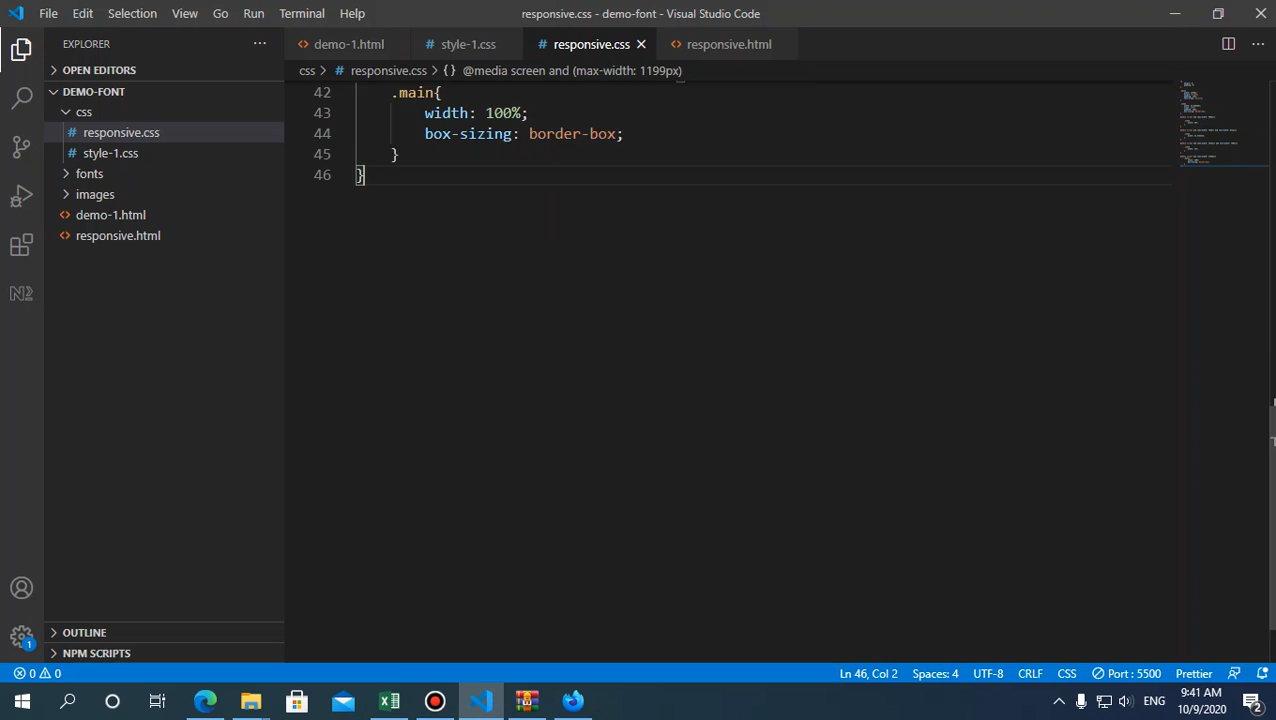 File Edit Selection View Go Run Terminal Help responsive.css - demo-font - Visual Studio Code
EXPLORER
demo-1.html style-1.css responsive.css responsive.html
OPEN EDITORS
css > responsive.css > {} @media screen and (max-width: 1199px)
DEMO-FONT
css
responsive.css
style-1.css
fonts
images
demo-1.html
responsive.html
42 .main{
43 width: 100%;
44 box-sizing: border-box;
45 }
46 }
OUTLINE
NPM SCRIPTS
1
0 0 Ln 46, Col 2 Spaces: 4 UTF-8 CRLF CSS Port : 5500 Prettier
ENG 9:41 AM
10/9/2020 2